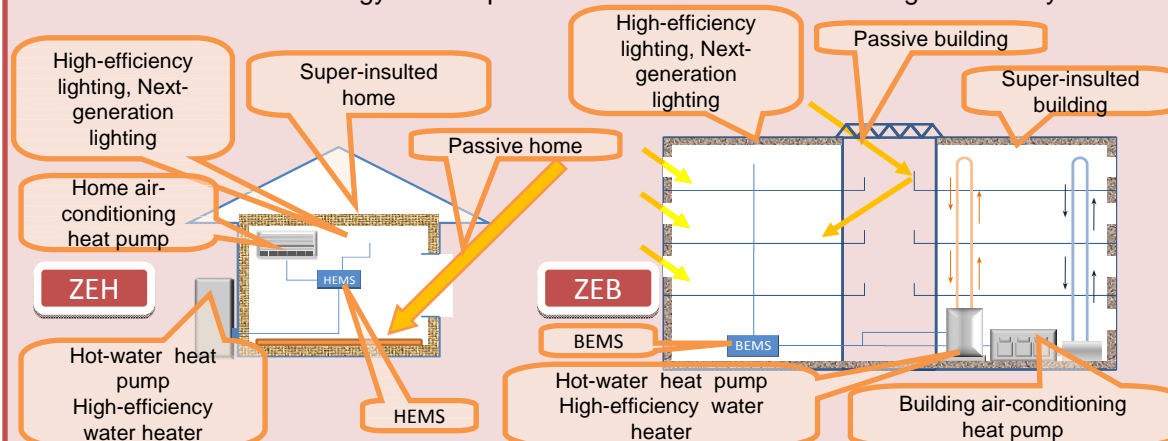 High-efficiency
lighting, Next-
generation
lighting
Super-insulted
home
Passive home
Home air-
conditioning
heat pump
ZEH
HEMS
Hot-water heat
pump
High-efficiency
water heater
HEMS
High-efficiency
lighting, Next-
generation
lighting
Passive building
Super-insulted
building
ZEB
BEMS
BEMS
Hot-water heat pump
High-efficiency water
heater
Building air-conditioning
heat pump